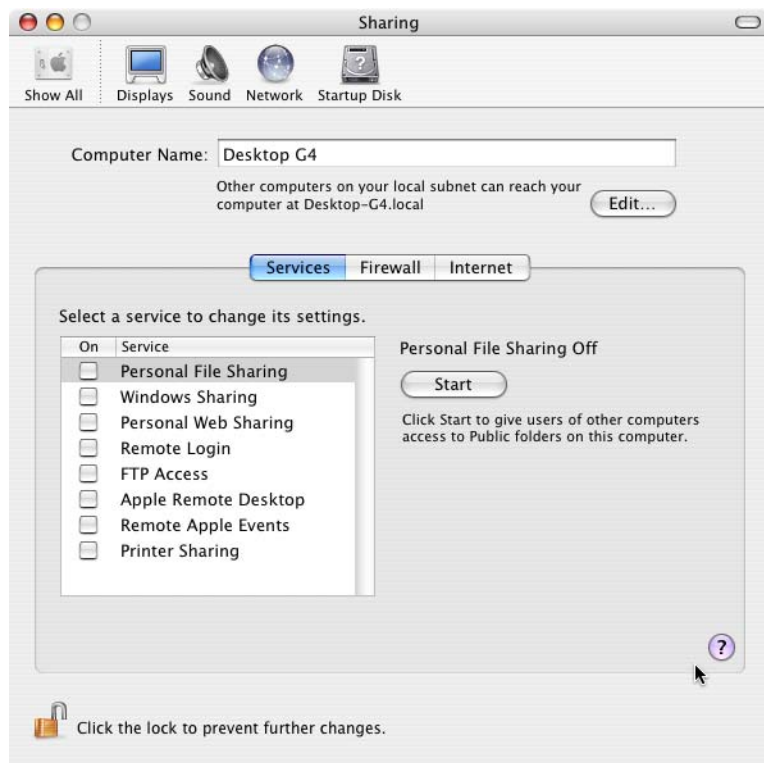 Sharing
Show All
Displays
Sound
Network
Startup Disk
Computer Name: Desktop G4
Other computers on your local subnet can reach your
computer at Desktop-G4.local
Edit...
Services
Firewall
Internet
Select a service to change its settings.
On Service
Personal File Sharing
Windows Sharing
Personal Web Sharing
Remote Login
FTP Access
Apple Remote Desktop
Remote Apple Events
Printer Sharing
Personal File Sharing Off
Start
Click Start to give users of other computers
access to Public folders on this computer.
?
Click the lock to prevent further changes.